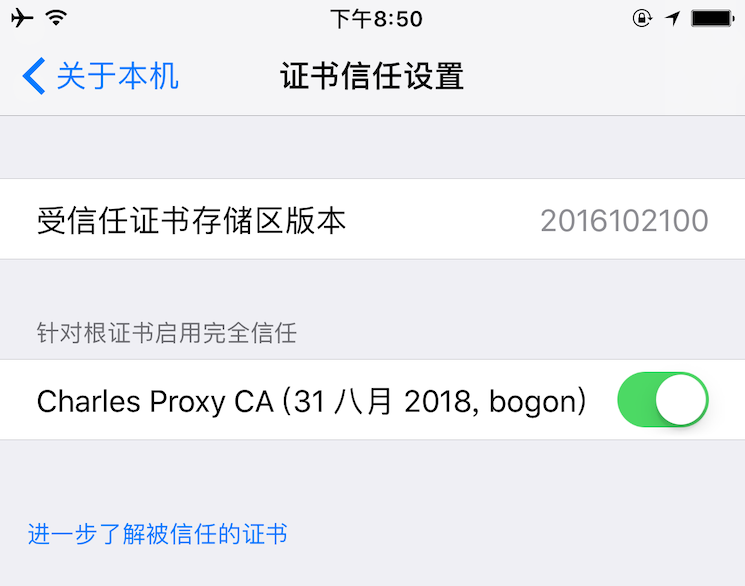 下午8:50
关于本机
证书信任设置
受信任证书存储区版本 2016102100
针对根证书启用完全信任
Charles Proxy CA (31 八月 2018, bogon)
进一步了解被信任的证书